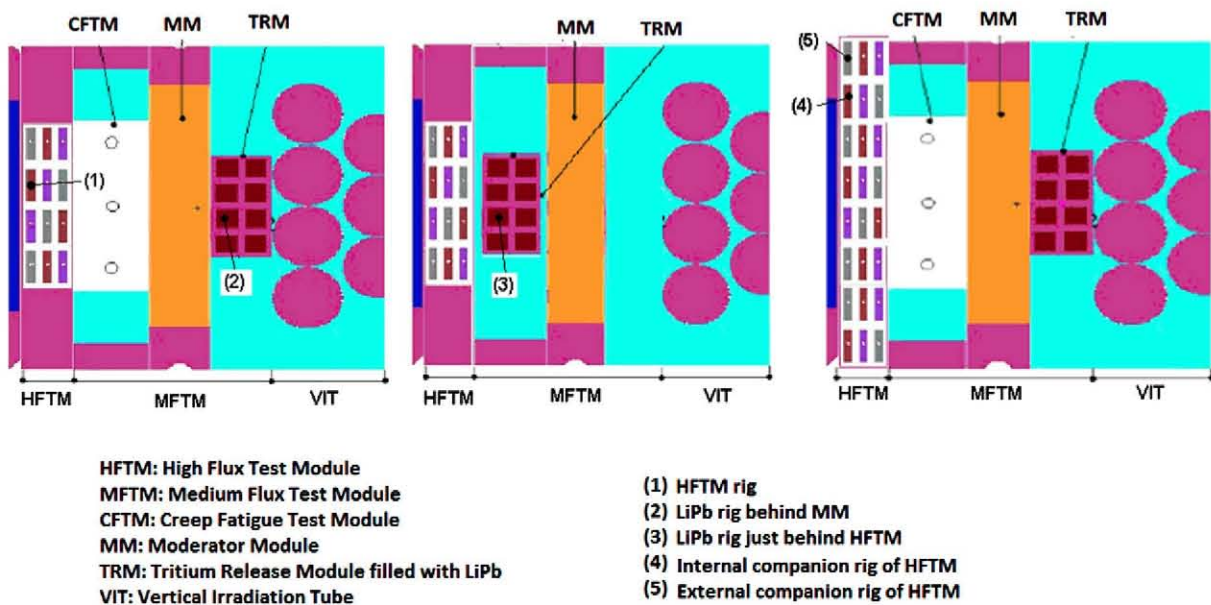 CFTM MM TRM
(1)
(2)
HFTM MFTM VIT
MM TRM
(3)
HFTM MFTM VIT
CFTM MM TRM
(5)
(4)
HFTM MFTM VIT
HFTM: High Flux Test Module
MFTM: Medium Flux Test Module
CFTM: Creep Fatigue Test Module
MM: Moderator Module
TRM: Tritium Release Module filled with LiPb
VIT: Vertical Irradiation Tube
(1) HFTM rig
(2) LiPb rig behind MM
(3) LiPb rig just behind HFTM
(4) Internal companion rig of HFTM
(5) External companion rig of HFTM